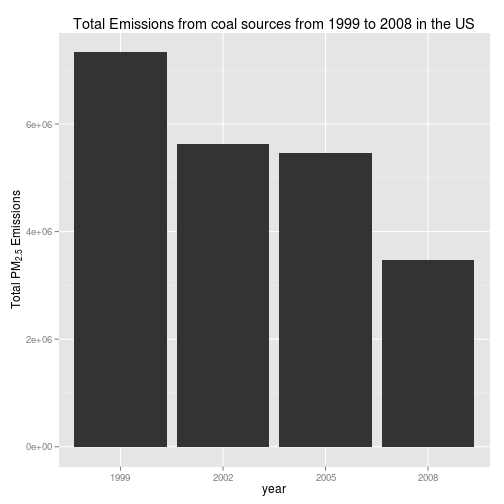 Total Emissions from coal sources from 1999 to 2008 in the US
Total PM2.5 Emissions
6e+06
4e+06
2e+06
0e+00
1999 2002 2005 2008
year